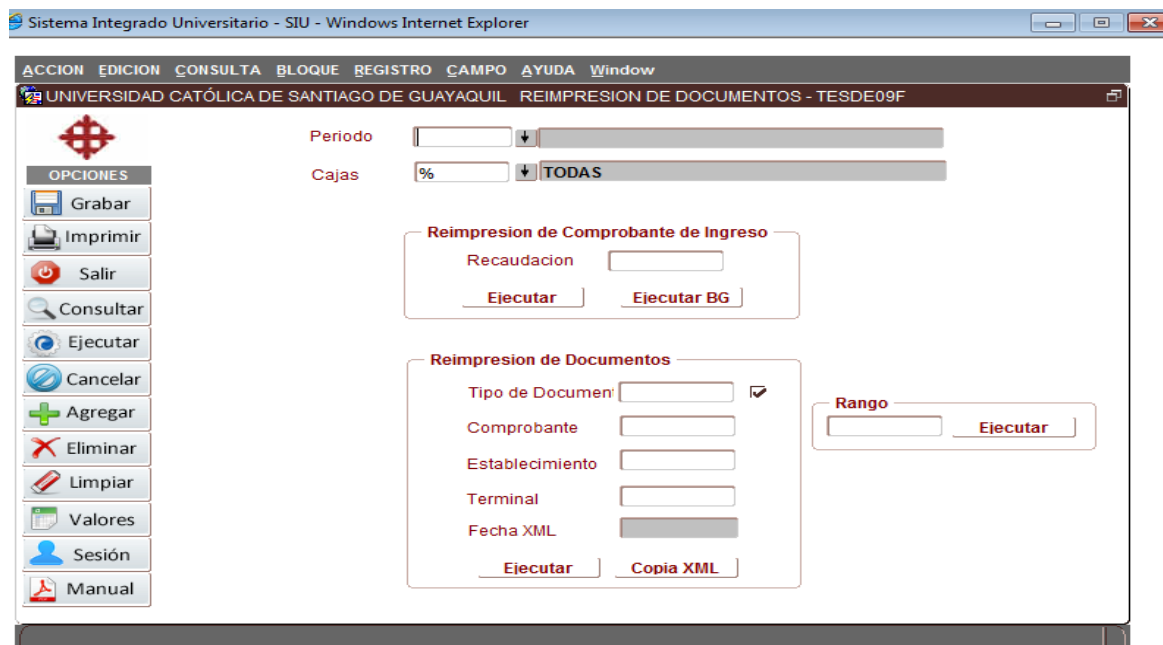 Sistema Integrado Universitario - SIU - Windows Internet Explorer
ACCION EDICION CONSULTA BLOQUE REGISTRO CAMPO AYUDA Window
UNIVERSIDAD CATÓLICA DE SANTIAGO DE GUAYAQUIL REIMPRESION DE DOCUMENTOS - TESDE09F
Periodo
Cajas % TODAS
OPCIONES
Grabar
Imprimir
Salir
Consultar
Ejecutar
Cancelar
Agregar
Eliminar
Limpiar
Valores
Sesión
Manual
Reimpresion de Comprobante de Ingreso
Recaudacion
Ejecutar Ejecutar BG
Reimpresion de Documentos
Tipo de Document
Comprobante
Establecimiento
Terminal
Fecha XML
Ejecutar Copia XML
Rango
Ejecutar